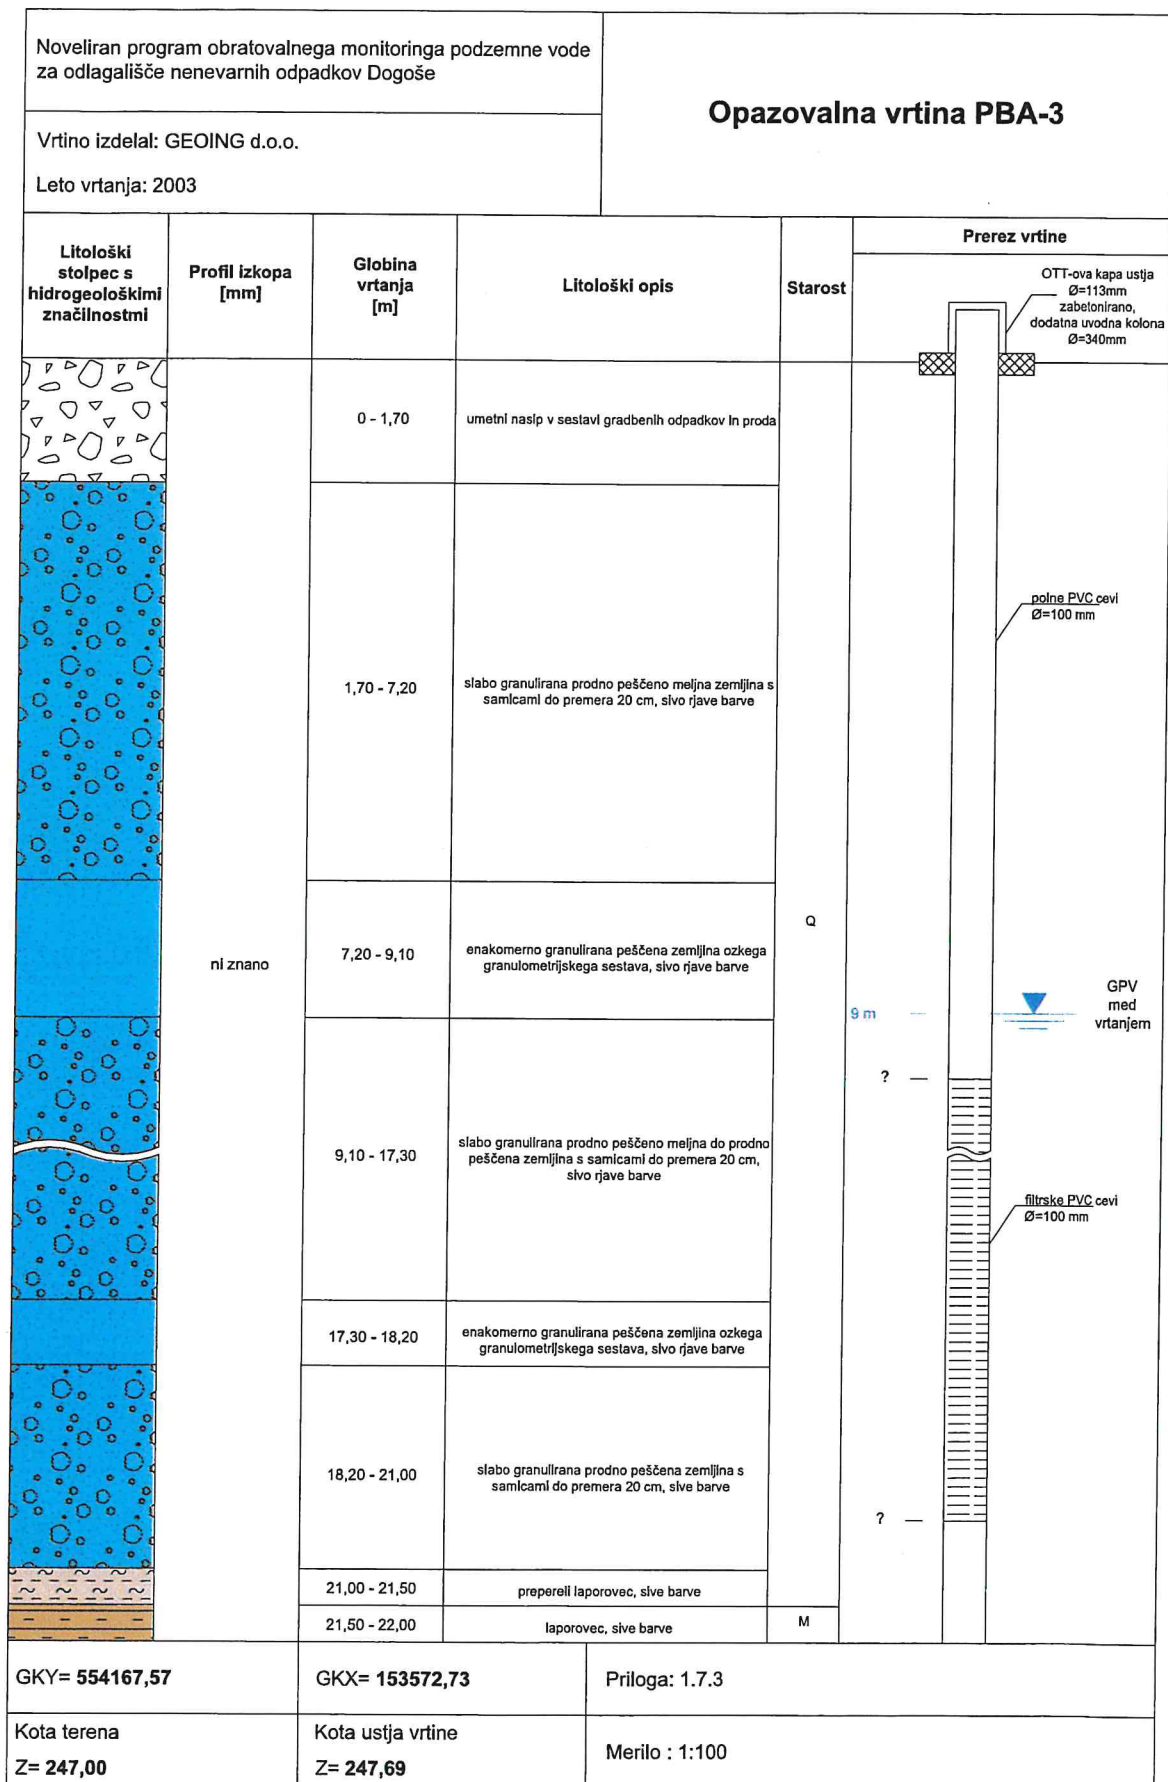 Noveliran program obratovalnega monitoringa podzemne vode
za odlagališče nenevarnih odpadkov Dogoše
Opazovalna vrtina PBA-3
Vrtino izdelal: GEOING d.o.o.
Leto vrtanja: 2003
Litološki
stolpec s
hidrogeološkimi
značilnostmi
Profil izkopa
[mm]
Globina
vrtanja
[m]
Litološki opis
Starost
Prerez vrtine
OTT-ova kapa ustja
Ø=113mm
zabetonirano,
dodatna uvodna kolona
Ø=340mm
0 - 1,70
umetni nasip v sestavi gradbenih odpadkov in proda
polne PVC cevi
Ø=100 mm
1,70 - 7,20
slabo granulirana prodno peščeno meljna zemljina s
samicami do premera 20 cm, sivo rjave barve
Q
ni znano
7,20 - 9,10
enakomerno granulirana peščena zemljina ozkega
granulometrijskega sestava, sivo rjave barve
9 m
GPV
med
vrtanjem
?
9,10 - 17,30
slabo granulirana prodno peščeno meljna do prodno
peščena zemljina s samicami do premera 20 cm,
sivo rjave barve
filtrske PVC cevi
Ø=100 mm
17,30 - 18,20
enakomerno granulirana peščena zemljina ozkega
granulometrijskega sestava, sivo rjave barve
18,20 - 21,00
slabo granulirana prodno peščena zemljina s
samicami do premera 20 cm, sive barve
?
21,00 - 21,50
prepereli laporovec, sive barve
21,50 - 22,00
laporovec, sive barve
M
GKY= 554167,57
GKX= 153572,73
Priloga: 1.7.3
Kota terena
Z= 247,00
Kota ustja vrtine
Z= 247,69
Merilo : 1:100